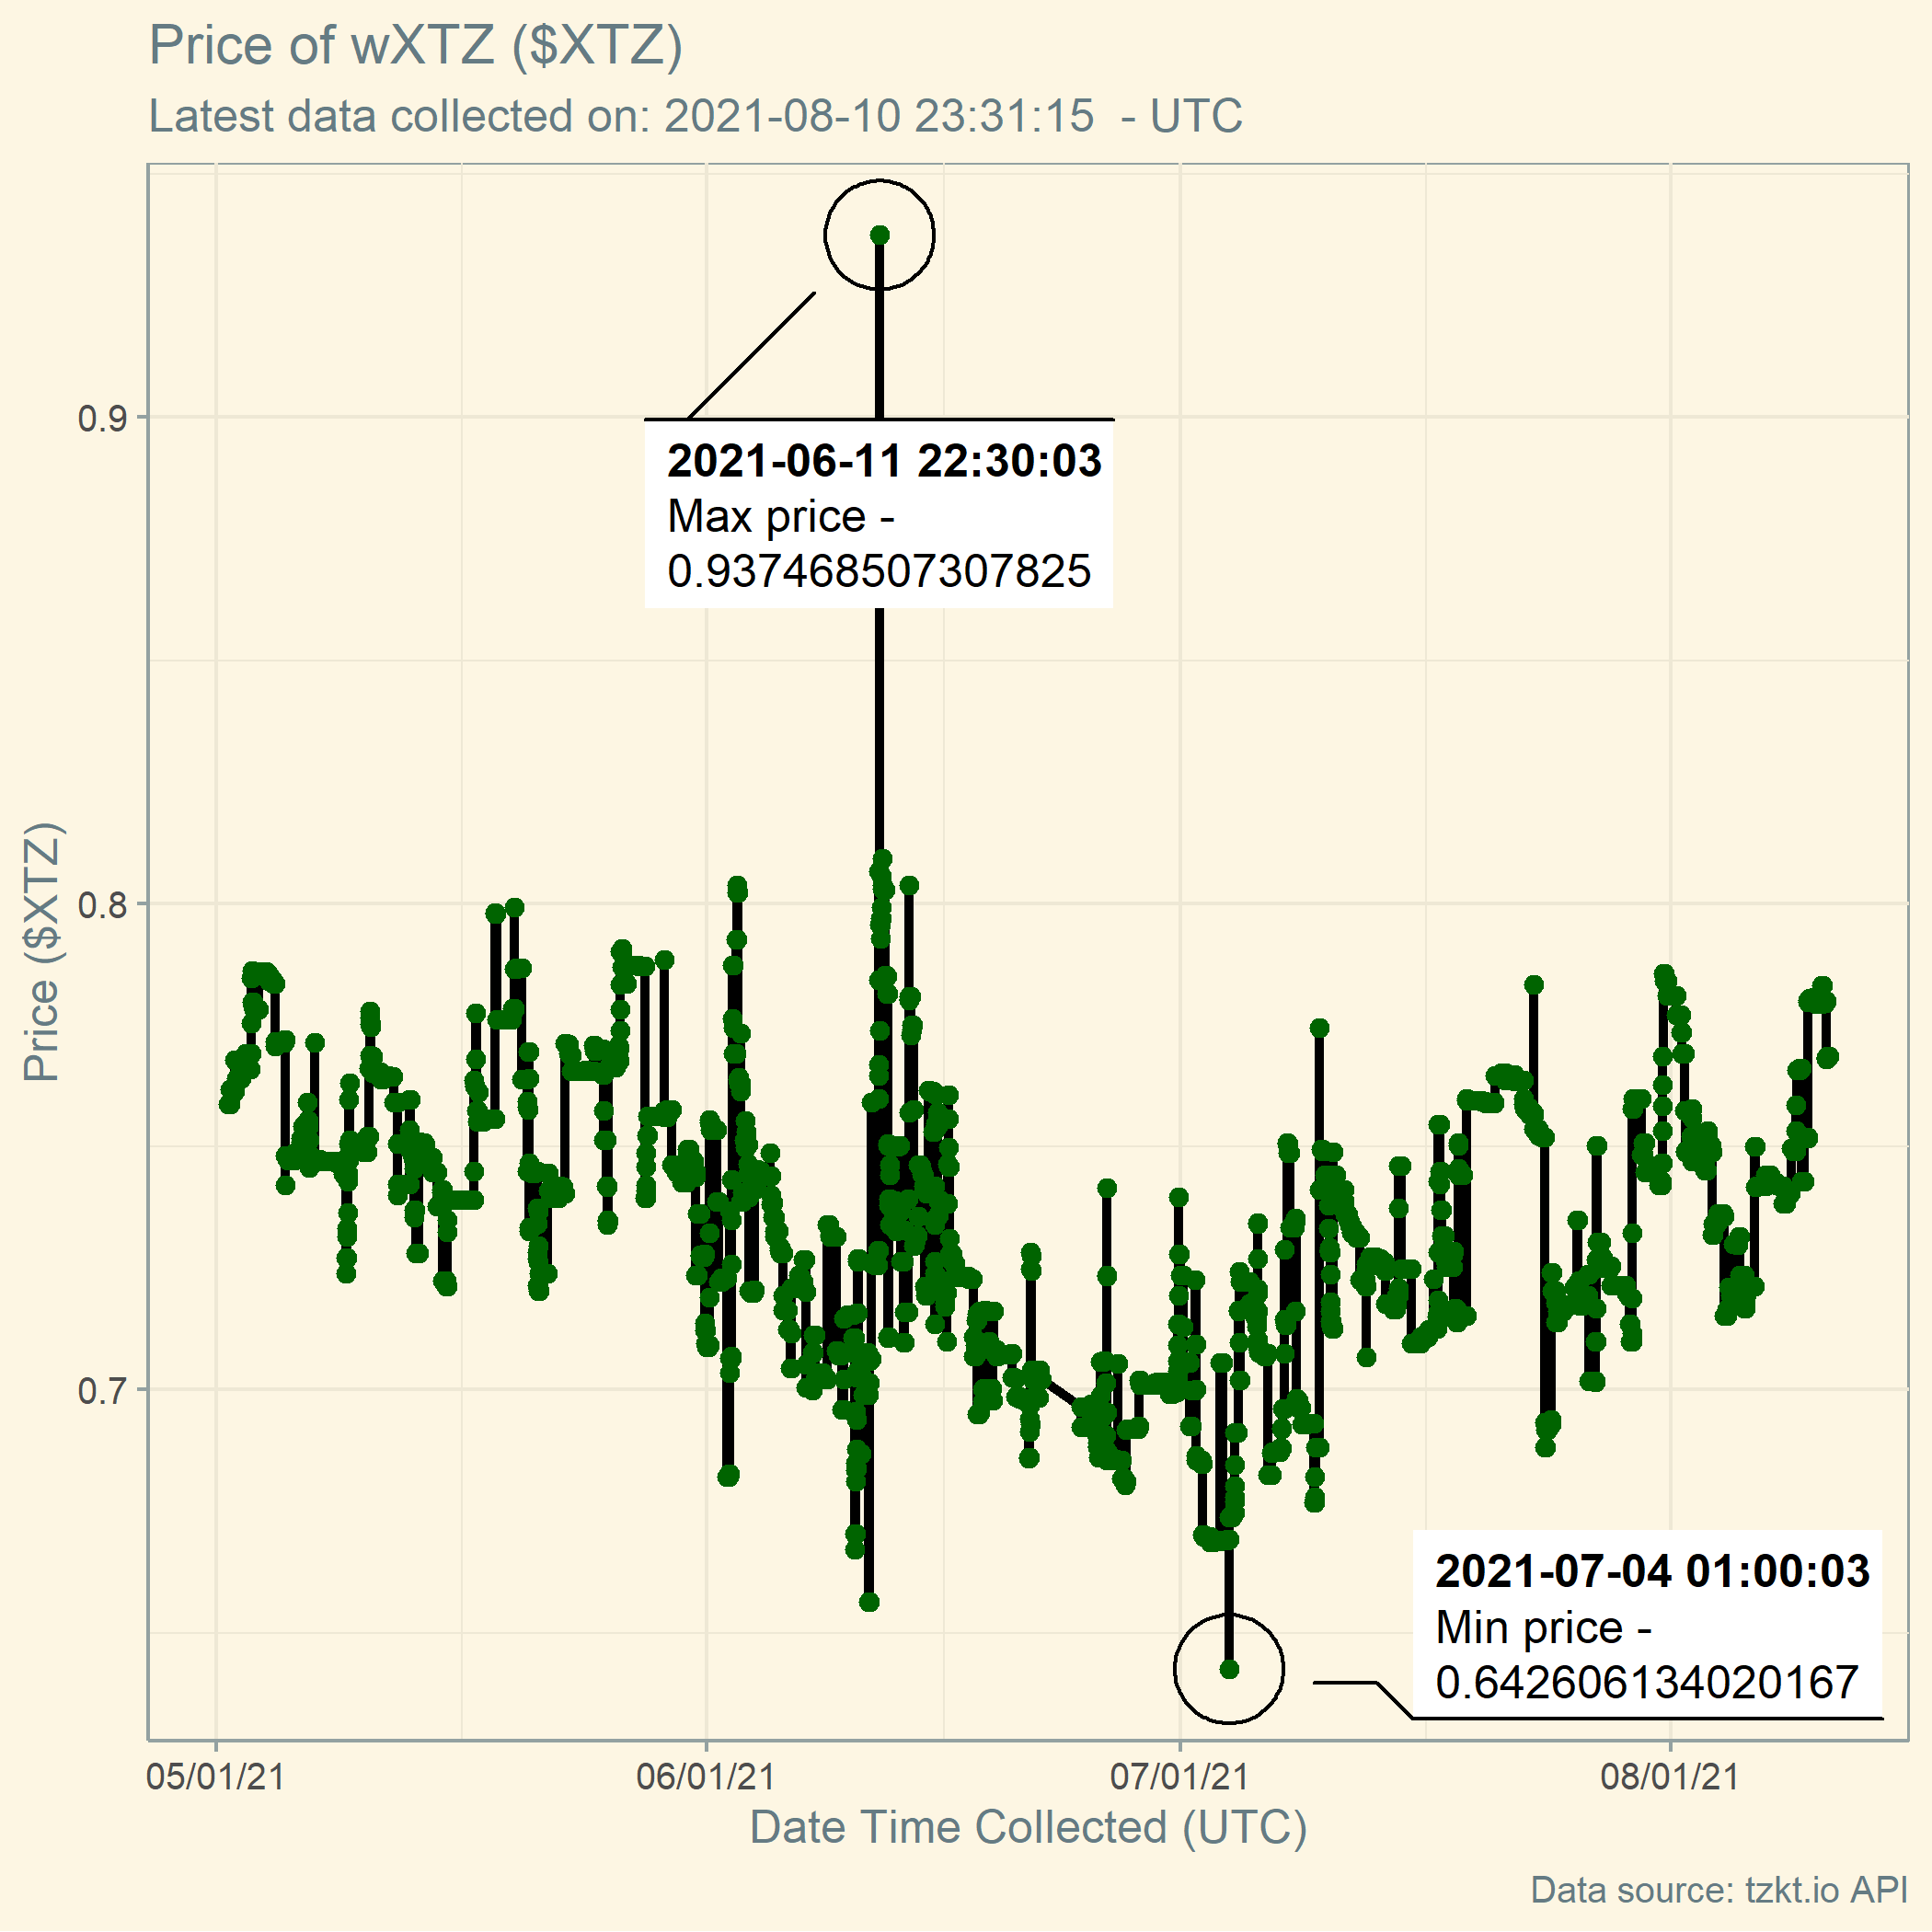 Price of wXTZ ($XTZ)
Latest data collected on: 2021-08-10 23:31:15  - UTC
Price ($XTZ)
0.9
0.8
0.7
2021-06-11 22:30:03
Max price -
0.937468507307825
2021-07-04 01:00:03
Min price -
0.642606134020167
05/01/21
06/01/21
07/01/21
08/01/21
Date Time Collected (UTC)
Data source: tzkt.io API